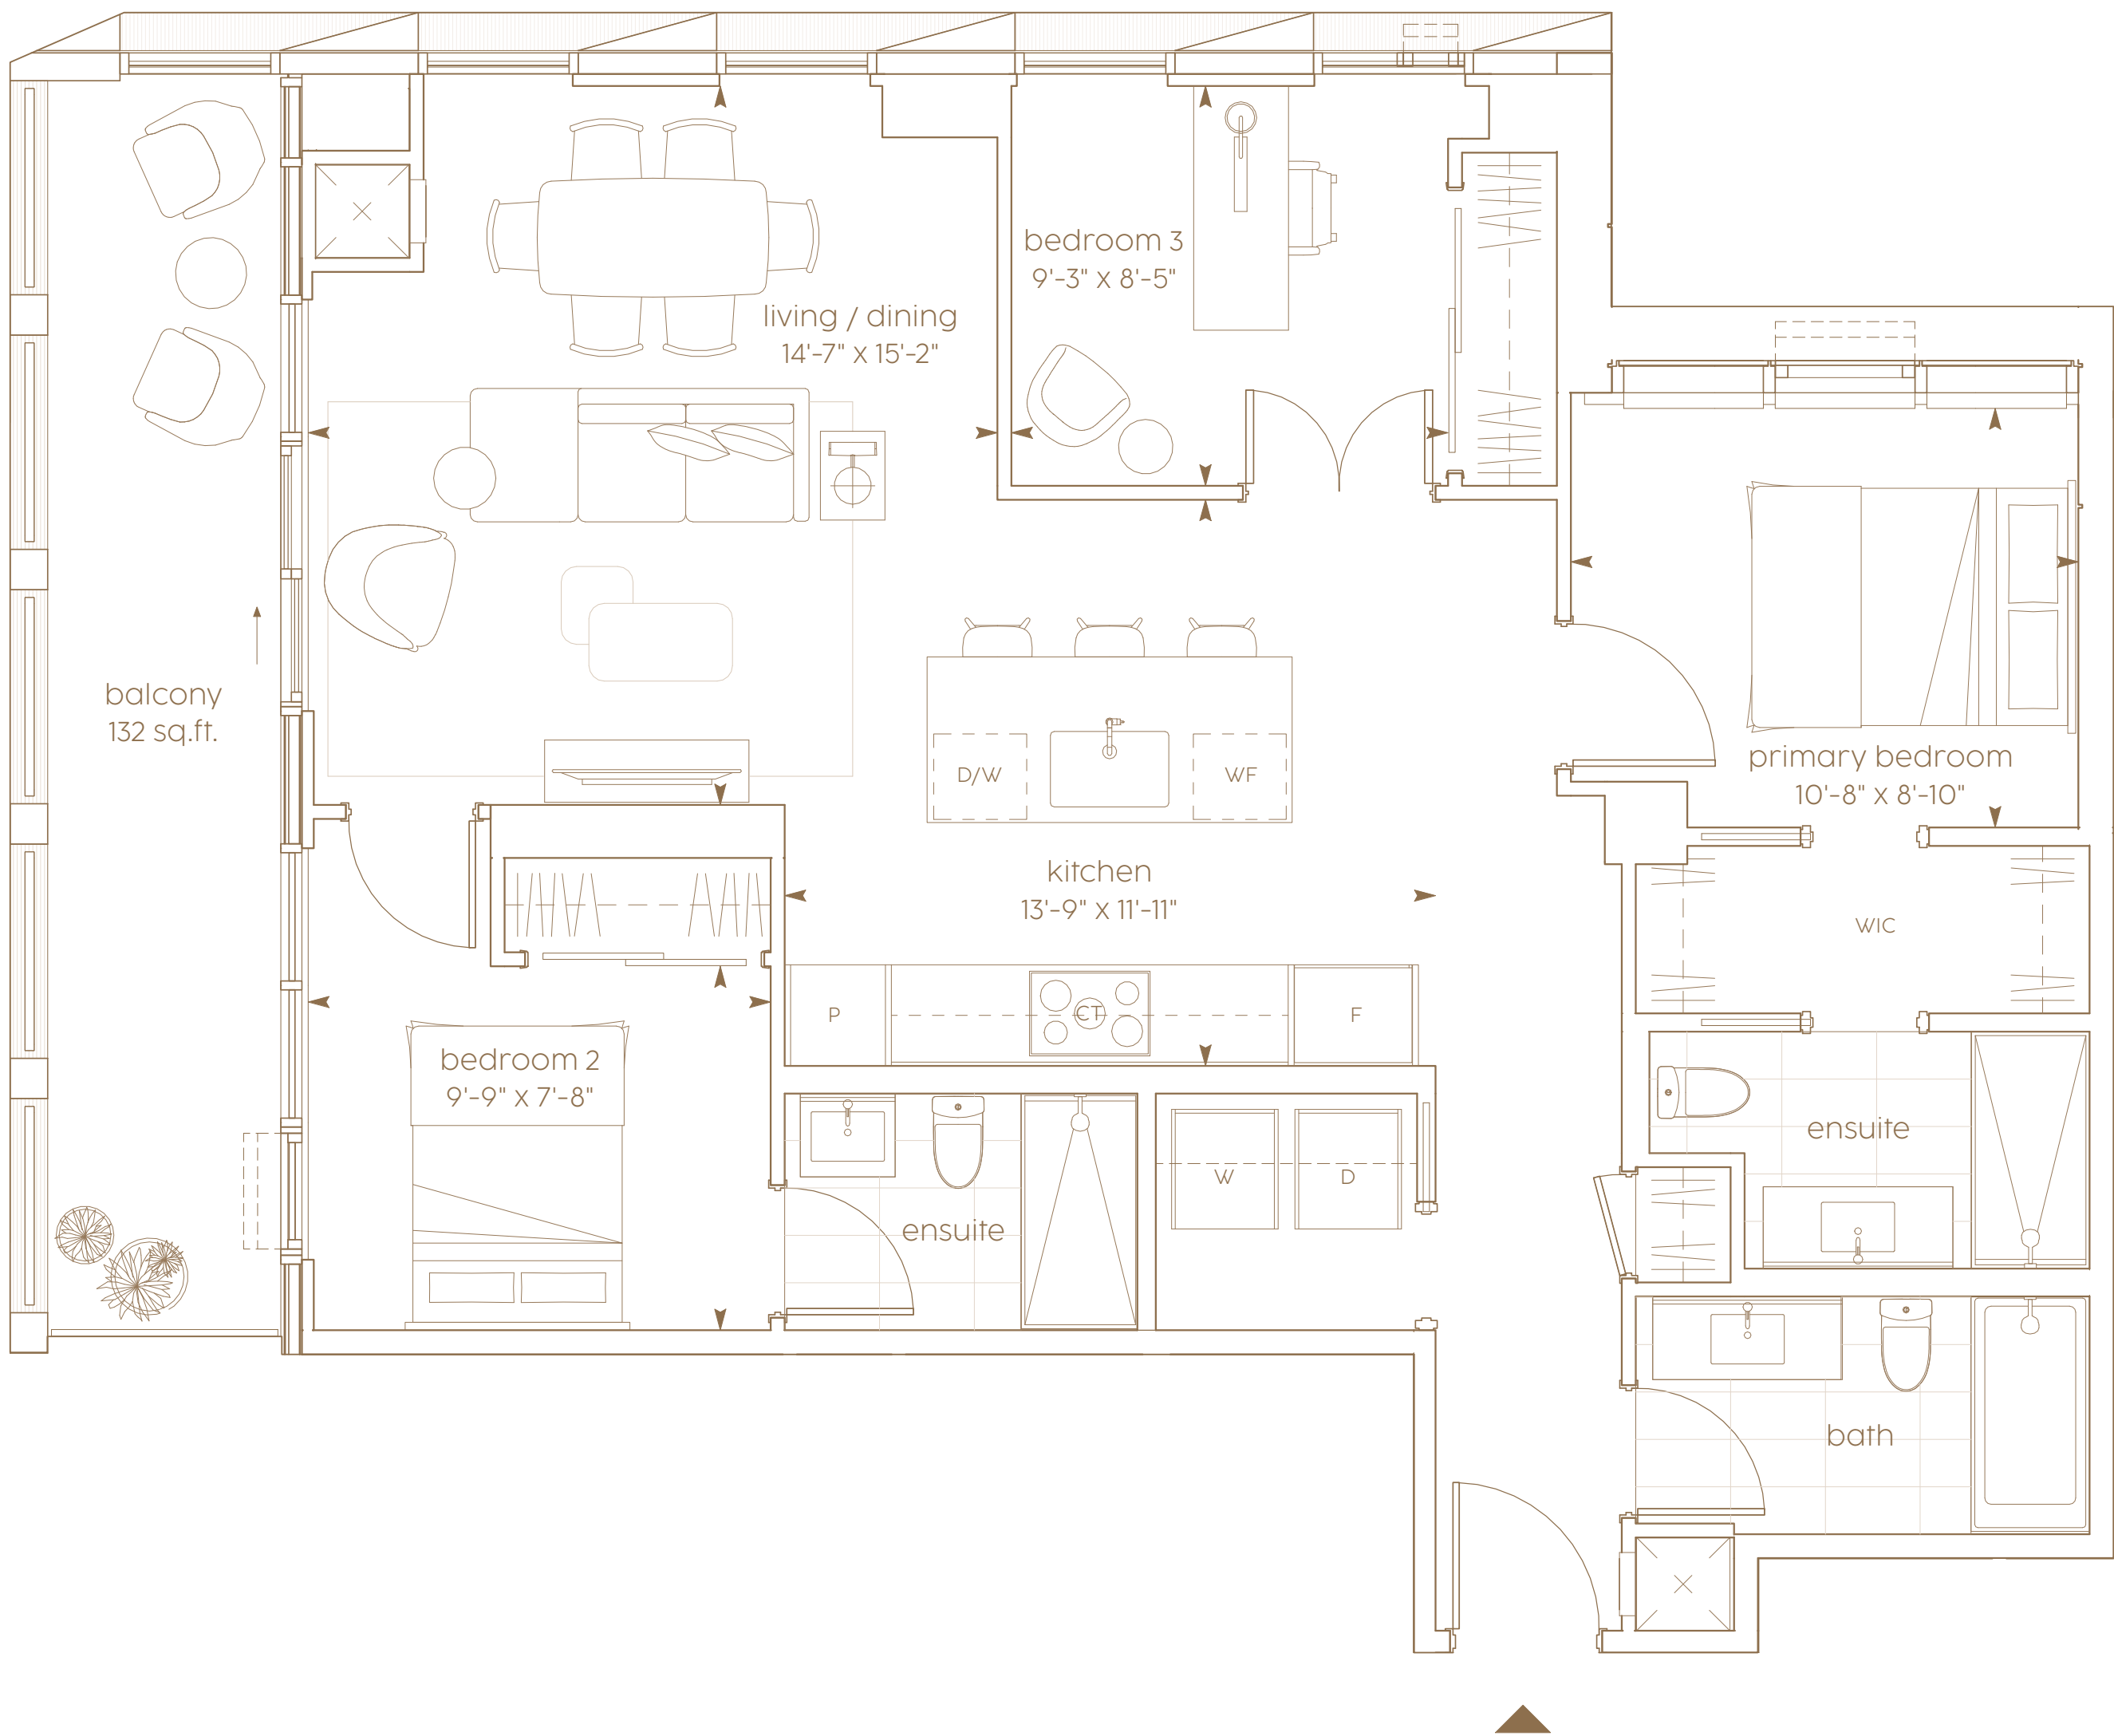 bedroom 3
9'-3" x 8'-5"
living / dining
14'-7" x 15'-2"
balcony
132 sq.ft.
primary bedroom
10'-8" x 8'-10"
D/W
WF
kitchen
13'-9" x 11'-11"
WIC
P
CT
F
bedroom 2
9'-9" x 7'-8"
ensuite
W
D
ensuite
bath